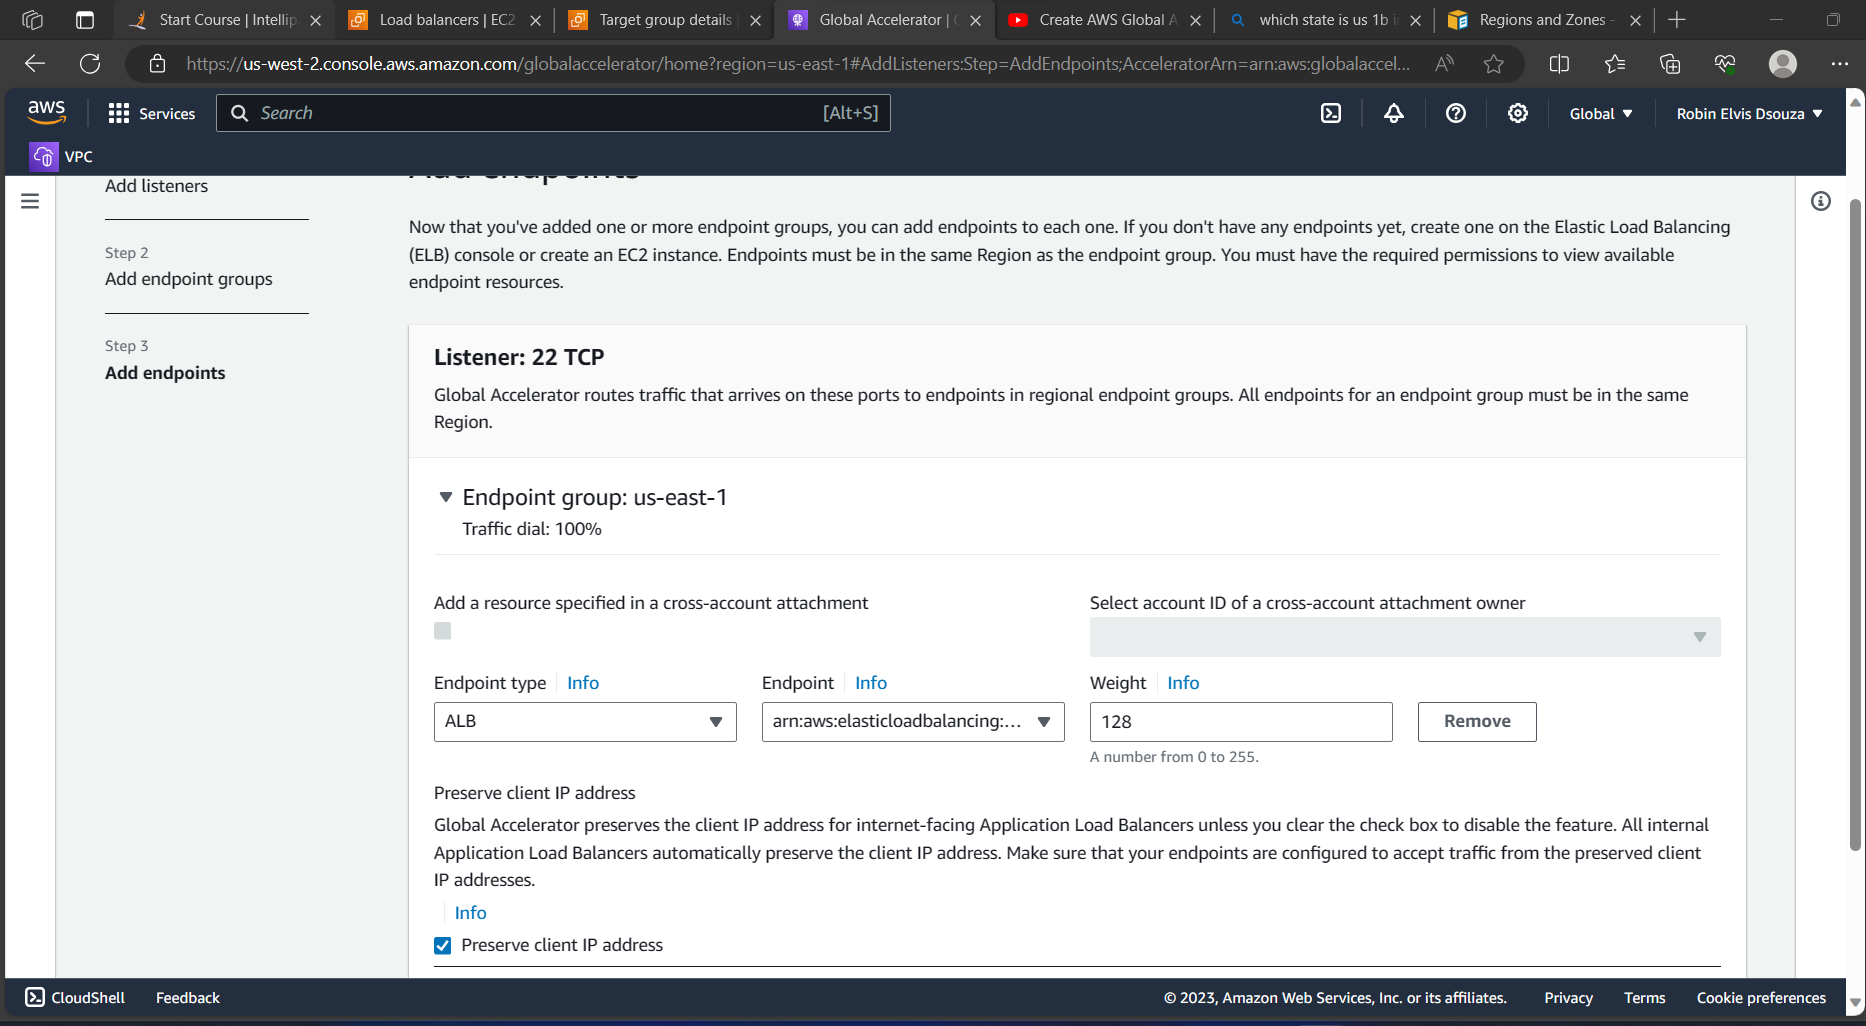 Start Course | Intellip
Load balancers | EC2
Target group details
Global Accelerator |
Create AWS Global A
which state is us 1b i
Regions and Zones -
https://us-west-2.console.aws.amazon.com/globalaccelerator/home?region=us-east-1#AddListeners:Step=AddEndpoints;AcceleratorArn=arn:aws:globalaccel...
aws
Services
Search
[Alt+S]
Global
Robin Elvis Dsouza
VPC
Add listeners
Step 2
Add endpoint groups
Step 3
Add endpoints
Add endpoints
Now that you've added one or more endpoint groups, you can add endpoints to each one. If you don't have any endpoints yet, create one on the Elastic Load Balancing
(ELB) console or create an EC2 instance. Endpoints must be in the same Region as the endpoint group. You must have the required permissions to view available
endpoint resources.
Listener: 22 TCP
Global Accelerator routes traffic that arrives on these ports to endpoints in regional endpoint groups. All endpoints for an endpoint group must be in the same
Region.
Endpoint group: us-east-1
Traffic dial: 100%
Add a resource specified in a cross-account attachment
Select account ID of a cross-account attachment owner
Endpoint type Info
Endpoint Info
Weight Info
ALB
arn:aws:elasticloadbalancing:...
128
Remove
A number from 0 to 255.
Preserve client IP address
Global Accelerator preserves the client IP address for internet-facing Application Load Balancers unless you clear the check box to disable the feature. All internal
Application Load Balancers automatically preserve the client IP address. Make sure that your endpoints are configured to accept traffic from the preserved client
IP addresses.
Info
Preserve client IP address
CloudShell
Feedback
© 2023, Amazon Web Services, Inc. or its affiliates.
Privacy
Terms
Cookie preferences